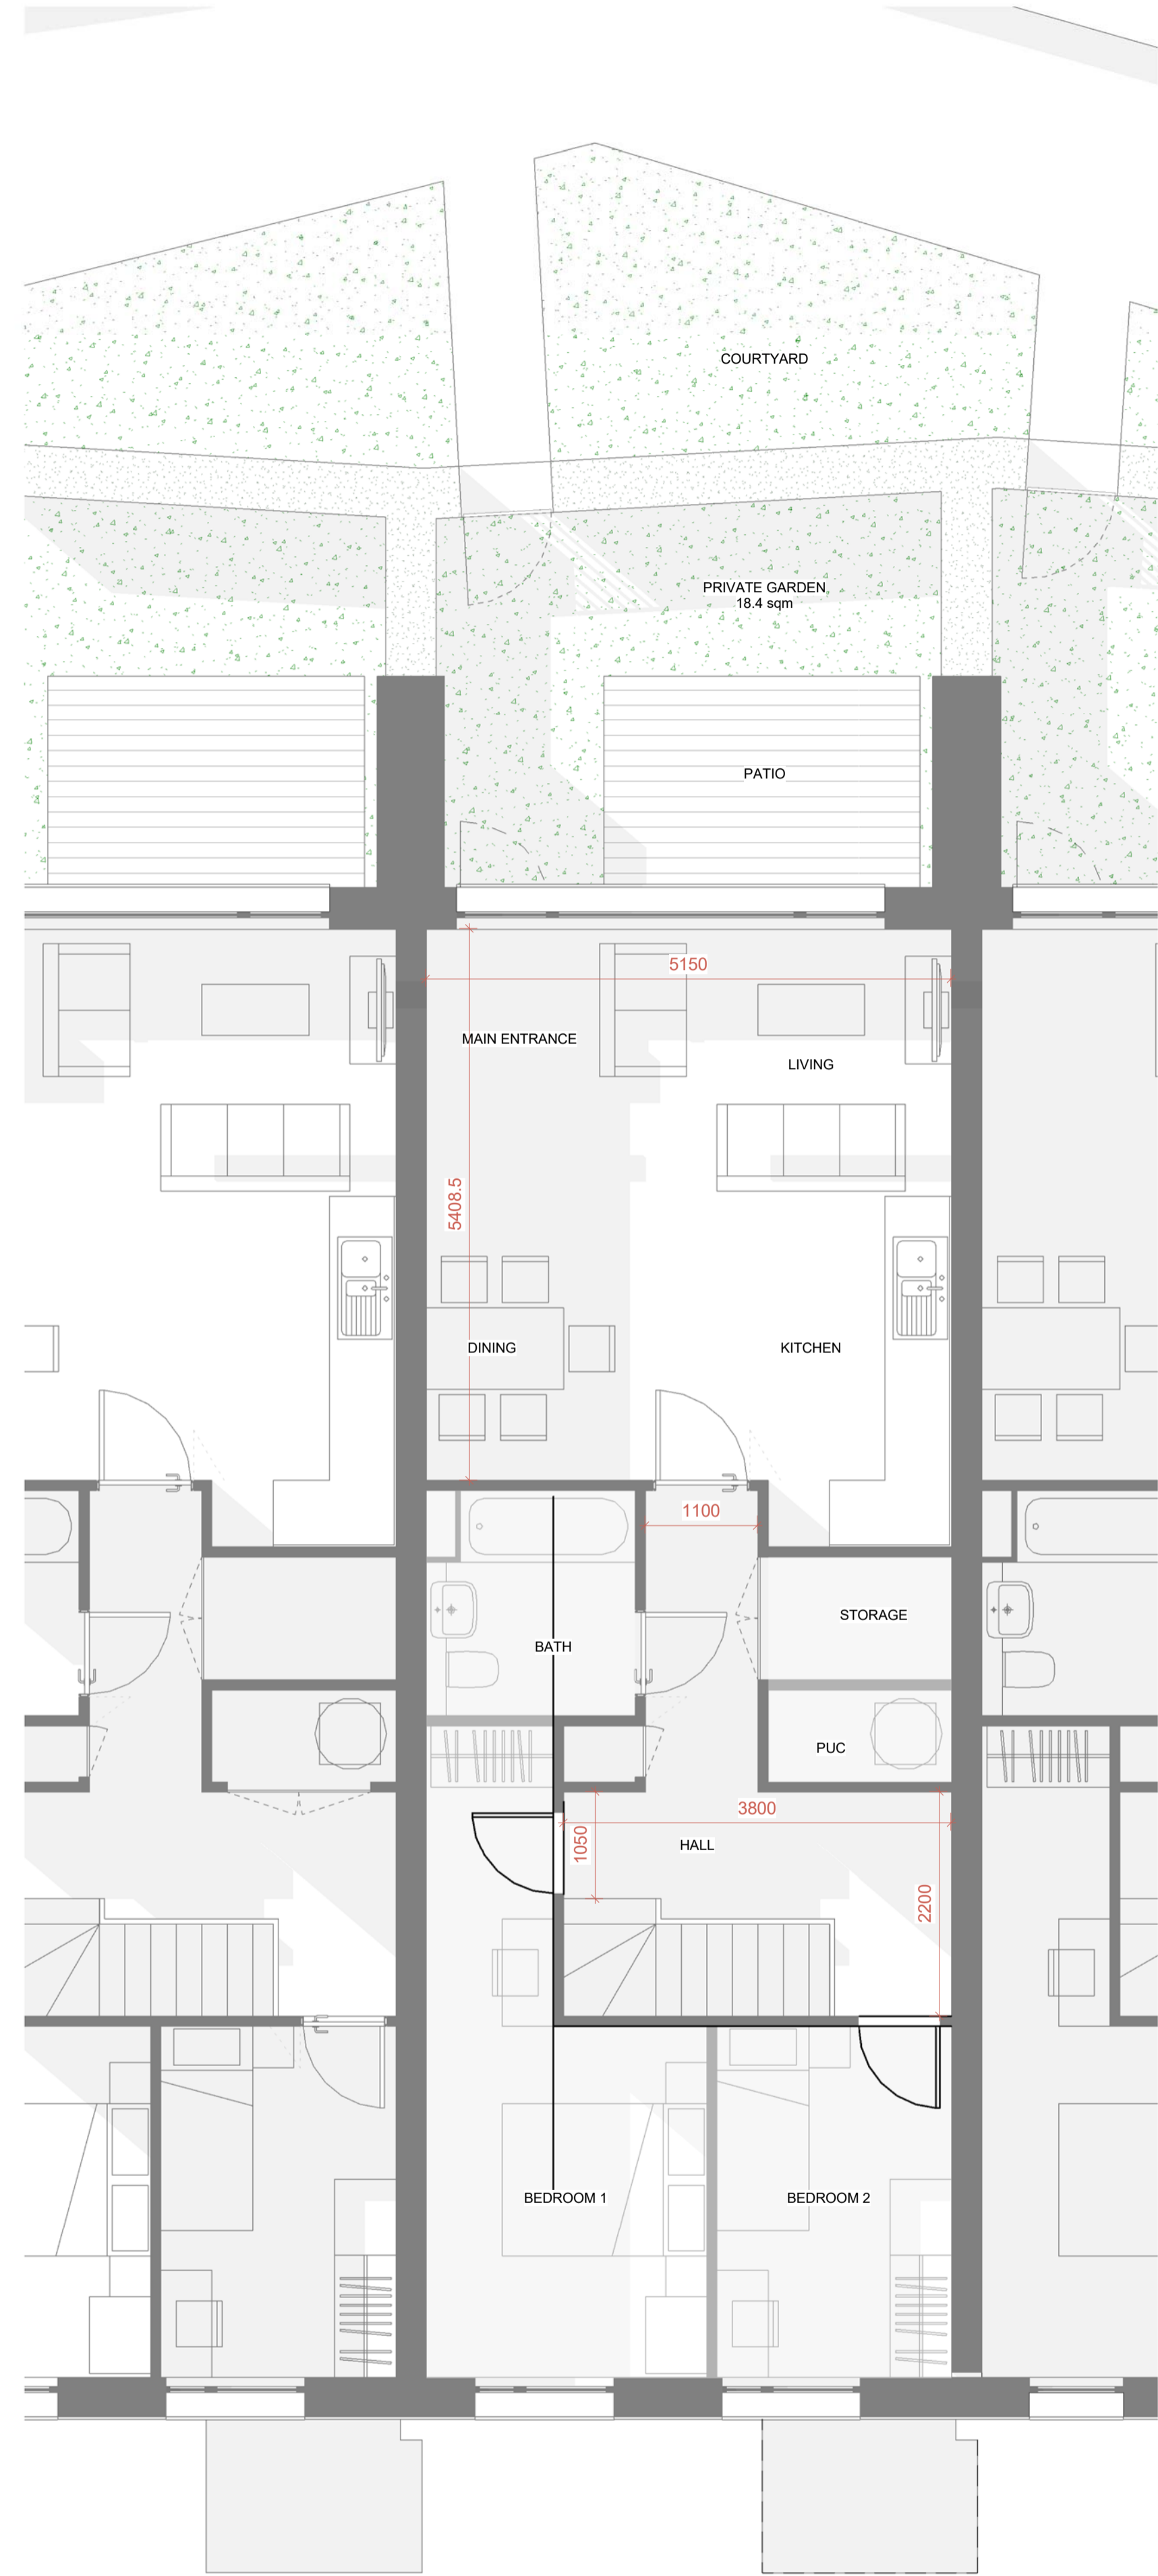 COURTYARD
PRIVATE GARDEN
18.4 sqm
PATIO
5150
MAIN ENTRANCE
LIVING
5408.5
DINING
KITCHEN
1100
STORAGE
BATH
PUC
3800
1050
HALL
2200
BEDROOM 1
BEDROOM 2